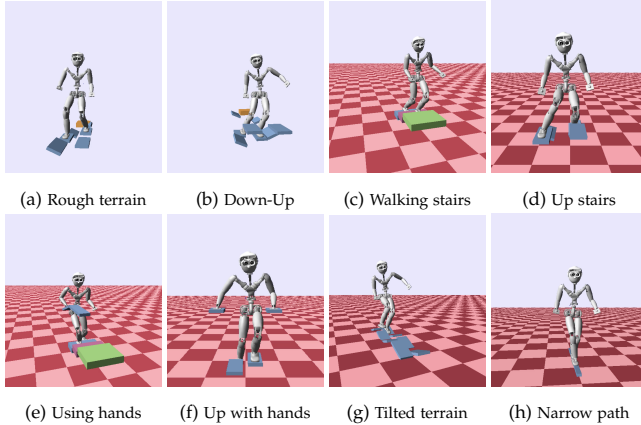 (a) Rough terrain
(b) Down-Up
(c) Walking stairs
(d) Up stairs
(e) Using hands
(f) Up with hands
(g) Tilted terrain
(h) Narrow path